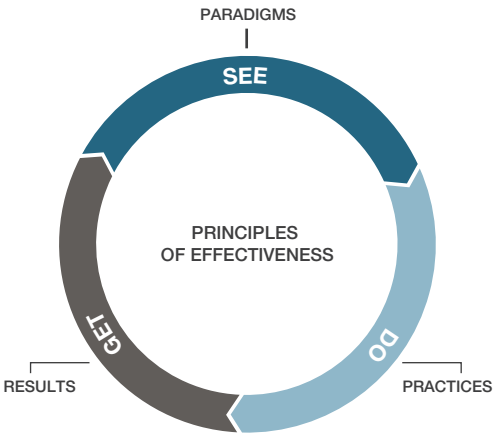 PARADIGMS
SEE
PRINCIPLES
OF EFFECTIVENESS
GET
DO
RESULTS
PRACTICES